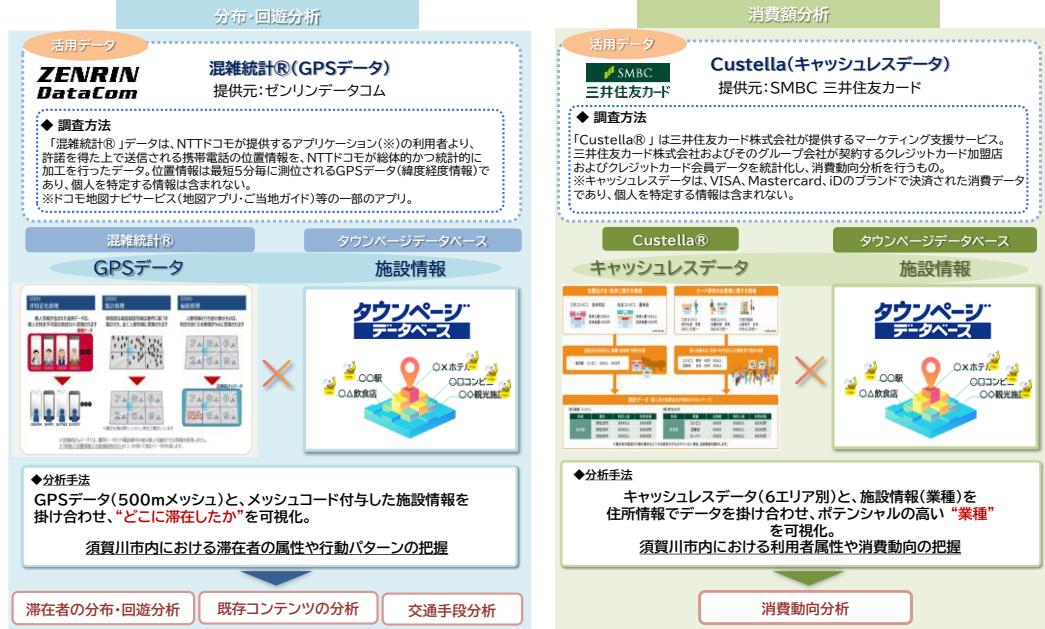 分布・回遊分析
活用データ
ZENRIN
DataCom
混雑統計®(GPSデータ)
提供元：ゼンリンデータコム
◆ 調査方法
「混雑統計® 」データは、NTTドコモが提供するアプリケーション(※)の利用者より、
許諾を得た上で送信される携帯電話の位置情報を、NTTドコモが総体的かつ統計的に
加工を行ったデータ。位置情報は最短5分毎に測位されるGPSデータ(緯度経度情報)で
あり、個人を特定する情報は含まれない。
※ドコモ地図ナビサービス(地図アプリ・ご当地ガイド)等の一部のアプリ。
混雑統計®
タウンページデータベース
GPSデータ
施設情報
タウンページ
データベース
〇〇駅
〇×ホテル
〇△飲食店
〇□コンビニ
〇◇観光施設
◆分析手法
GPSデータ(500mメッシュ)と、メッシュコード付与した施設情報を
掛け合わせ、“どこに滞在したか”を可視化。
須賀川市内における滞在者の属性や行動パターンの把握
滞在者の分布・回遊分析
既存コンテンツの分析
交通手段分析
消費額分析
活用データ
SMBC
三井住友カード
Custella(キャッシュレスデータ)
提供元：SMBC 三井住友カード
◆ 調査方法
「Custella® 」 は三井住友カード株式会社が提供するマーケティング支援サービス。
三井住友カード株式会社およびそのグループ会社が契約するクレジットカード加盟店
およびクレジットカード会員データを統計化し、消費動向分析を行うもの。
※キャッシュレスデータは、VISA、Mastercard、iDのブランドで決済された消費データ
であり、個人を特定する情報は含まれない。
Custella®
タウンページデータベース
キャッシュレスデータ
施設情報
タウンページ
データベース
〇〇駅
〇×ホテル
〇△飲食店
〇□コンビニ
〇◇観光施設
◆分析手法
キャッシュレスデータ(6エリア別)と、施設情報(業種)を
住所情報でデータを掛け合わせ、ポテンシャルの高い “業種”
を可視化。
須賀川市内における利用者属性や消費動向の把握
消費動向分析